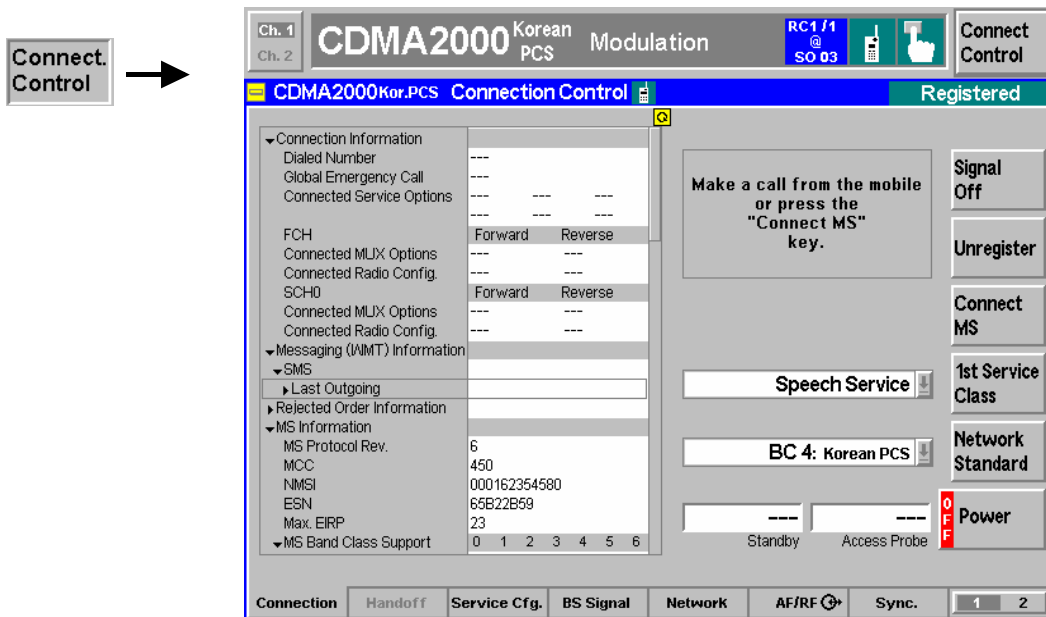 Connect.
Control
Ch. 1
Ch. 2
CDMA2000 Korean PCS Modulation
RC1 /1
@
SO 03
Connect
Control
CDMA2000 Kor.PCS Connection Control
Registered
Connection Information
Dialed Number ---
Global Emergency Call ---
Connected Service Options --- --- ---
--- --- ---
FCH Forward Reverse
Connected MUX Options --- ---
Connected Radio Config. --- ---
SCH0 Forward Reverse
Connected MUX Options --- ---
Connected Radio Config. --- ---
Messaging (WMT) Information
SMS
Last Outgoing
Rejected Order Information
MS Information
MS Protocol Rev. 6
MCC 450
NMSI 000162354580
ESN 65B22B59
Max. EIRP 23
MS Band Class Support 0 1 2 3 4 5 6
Make a call from the mobile
or press the
"Connect MS"
key.
Speech Service
BC 4: Korean PCS
--- ---
Standby Access Probe
Signal
Off
Unregister
Connect
MS
1st Service
Class
Network
Standard
OFF
Power
Connection Handoff Service Cfg. BS Signal Network AF/RF Sync. 1 2